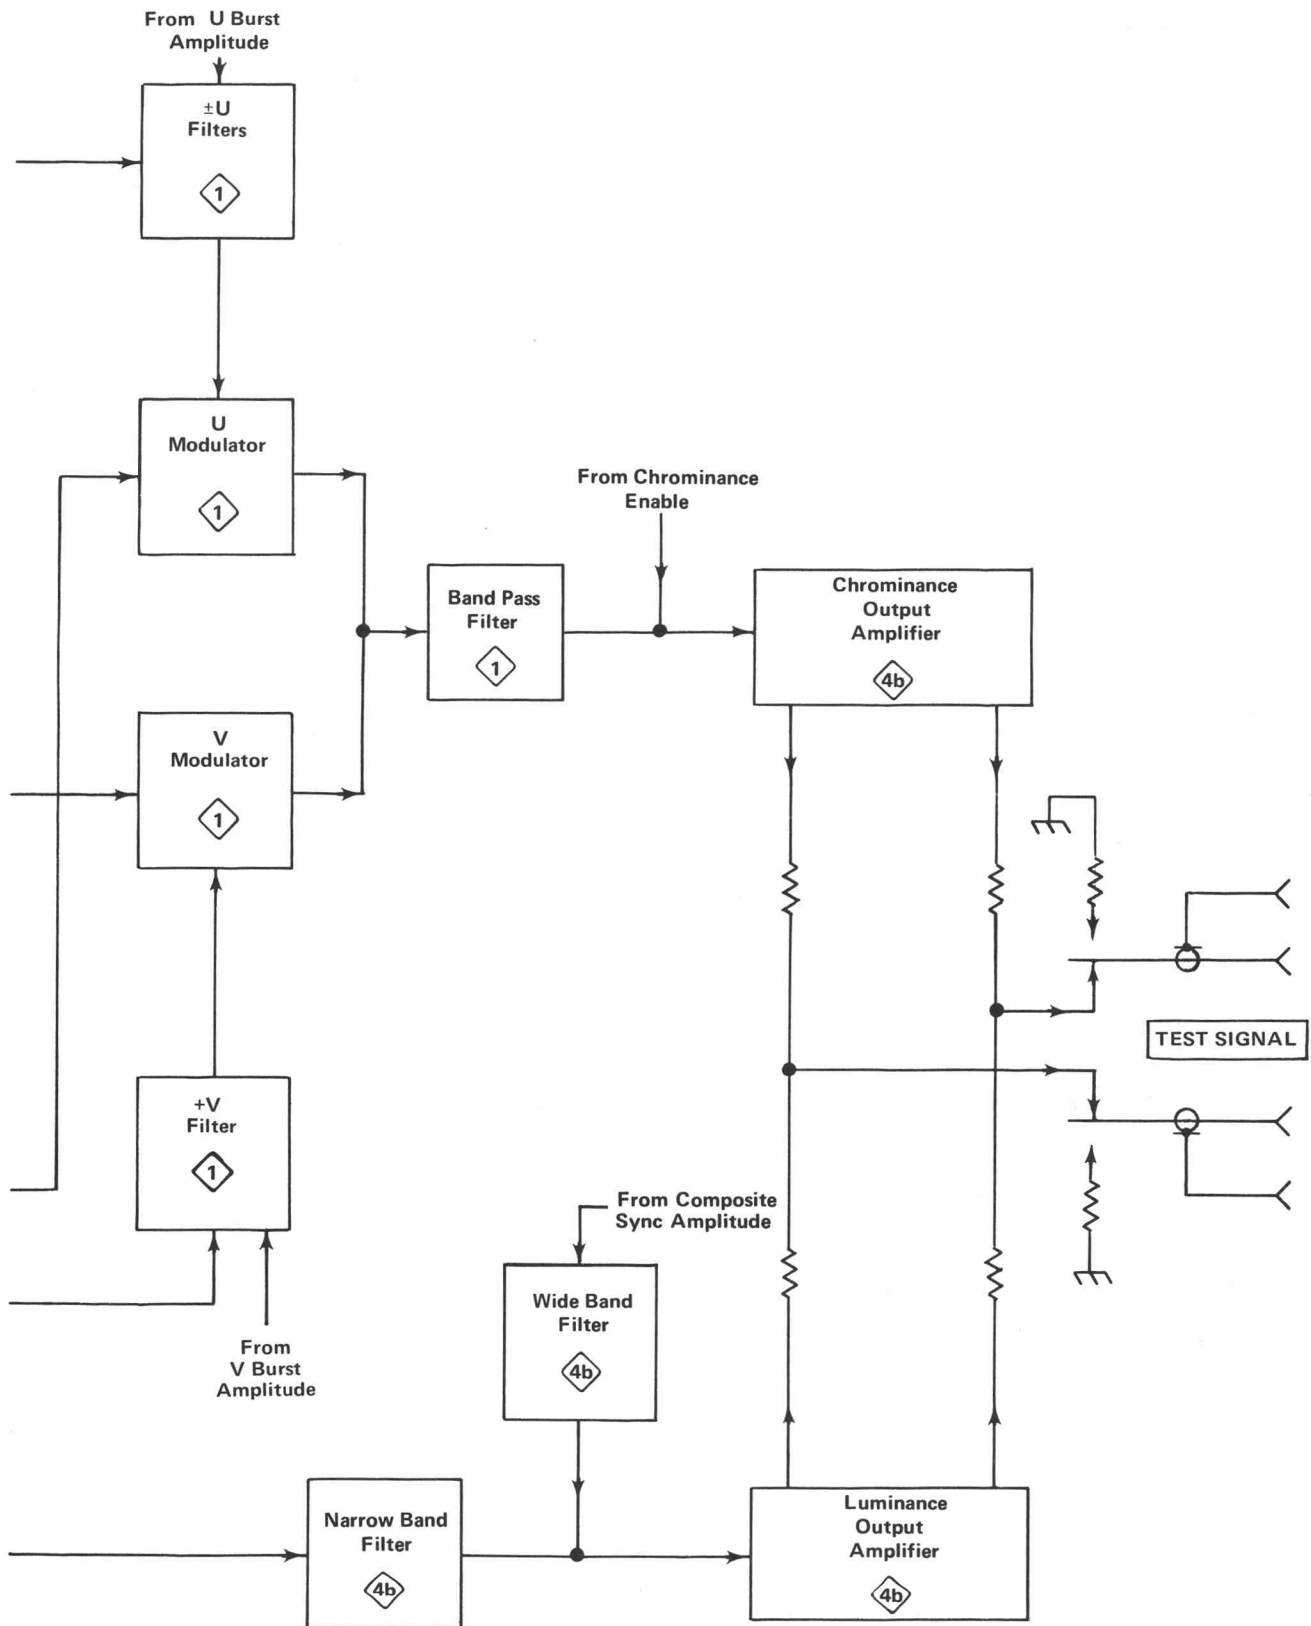 From U Burst
Amplitude
±U
Filters
1
U
Modulator
1
From Chrominance
Enable
Band Pass
Filter
1
Chrominance
Output
Amplifier
4b
V
Modulator
1
TEST SIGNAL
+V
Filter
1
From Composite
Sync Amplitude
Wide Band
Filter
4b
From
V Burst
Amplitude
Narrow Band
Filter
4b
Luminance
Output
Amplifier
4b